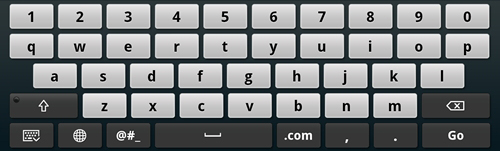 1 2 3 4 5 6 7 8 9 0
q w e r t y u i o p
a s d f g h j k l
z x c v b n m
@#_ .com , . Go